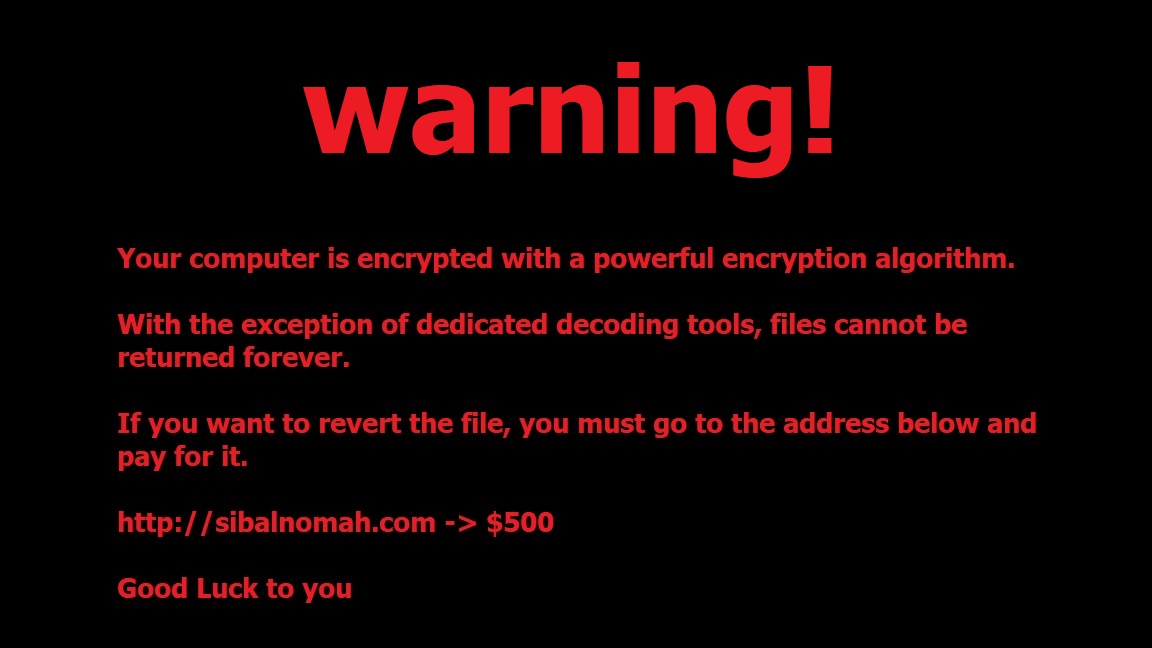 warning!
Your computer is encrypted with a powerful encryption algorithm.
With the exception of dedicated decoding tools, files cannot be
returned forever.
If you want to revert the file, you must go to the address below and
pay for it.
http://sibalnomah.com -> $500
Good Luck to you